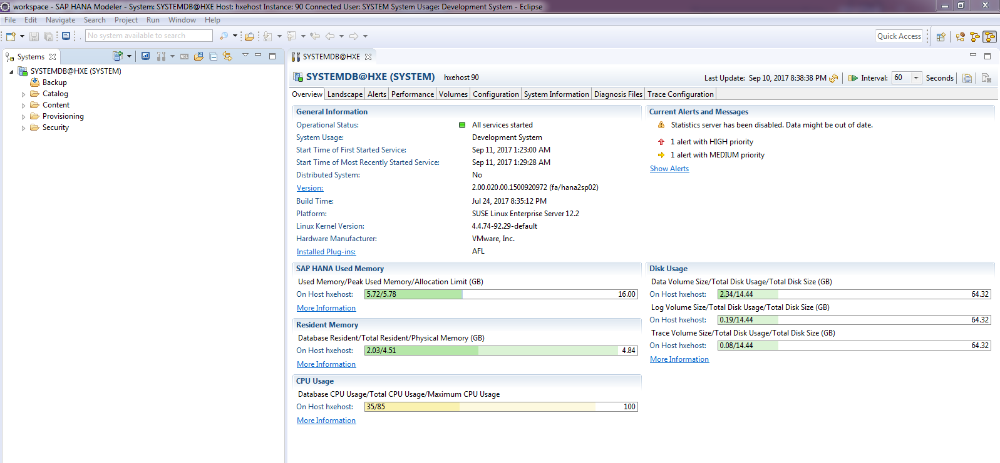 workspace - SAP HANA Modeler - System: SYSTEMDB@HXE Host: hxehost Instance: 90 Connected User: SYSTEM System Usage: Development System - Eclipse
File Edit Navigate Search Project Run Window Help
No system available to search
Quick Access
Systems
SYSTEMDB@HXE (SYSTEM)
Backup
Catalog
Content
Provisioning
Security
SYSTEMDB@HXE
SYSTEMDB@HXE (SYSTEM) hxehost 90
Last Update: Sep 10, 2017 8:38:38 PM Interval: 60 Seconds
Overview Landscape Alerts Performance Volumes Configuration System Information Diagnosis Files Trace Configuration
General Information
Operational Status: All services started
System Usage: Development System
Start Time of First Started Service: Sep 11, 2017 1:23:00 AM
Start Time of Most Recently Started Service: Sep 11, 2017 1:29:28 AM
Distributed System: No
Version: 2.00.020.00.1500920972 (fa/hana2sp02)
Build Time: Jul 24, 2017 8:35:12 PM
Platform: SUSE Linux Enterprise Server 12.2
Linux Kernel Version: 4.4.74-92.29-default
Hardware Manufacturer: VMware, Inc.
Installed Plug-ins: AFL
Current Alerts and Messages
Statistics server has been disabled. Data might be out of date.
1 alert with HIGH priority
1 alert with MEDIUM priority
Show Alerts
SAP HANA Used Memory
Used Memory/Peak Used Memory/Allocation Limit (GB)
On Host hxehost: 5.72/5.78 16.00
More Information
Resident Memory
Database Resident/Total Resident/Physical Memory (GB)
On Host hxehost: 2.03/4.51 4.84
More Information
CPU Usage
Database CPU Usage/Total CPU Usage/Maximum CPU Usage
On Host hxehost: 35/85 100
More Information
Disk Usage
Data Volume Size/Total Disk Usage/Total Disk Size (GB)
On Host hxehost: 2.34/14.44 64.32
Log Volume Size/Total Disk Usage/Total Disk Size (GB)
On Host hxehost: 0.19/14.44 64.32
Trace Volume Size/Total Disk Usage/Total Disk Size (GB)
On Host hxehost: 0.08/14.44 64.32
More Information